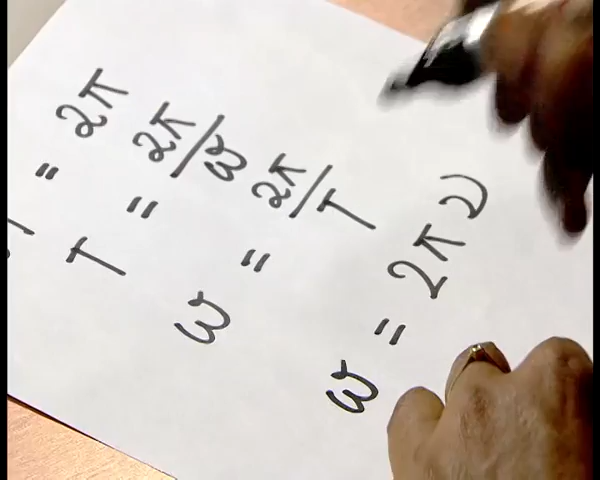 = 2π
T = 2π/ω
ω = 2π/T
ω = 2πν